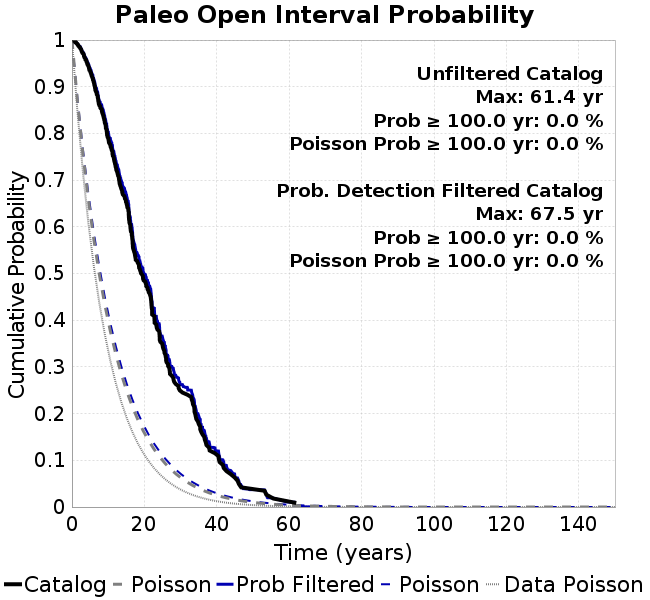 Paleo Open Interval Probability
Unfiltered Catalog
Max: 61.4 yr
Prob ≥ 100.0 yr: 0.0 %
Poisson Prob ≥ 100.0 yr: 0.0 %
Prob. Detection Filtered Catalog
Max: 67.5 yr
Prob ≥ 100.0 yr: 0.0 %
Poisson Prob ≥ 100.0 yr: 0.0 %
Cumulative Probability
1
0.9
0.8
0.7
0.6
0.5
0.4
0.3
0.2
0.1
0
0 20 40 60 80 100 120 140
Time (years)
Catalog Poisson Prob Filtered Poisson Data Poisson